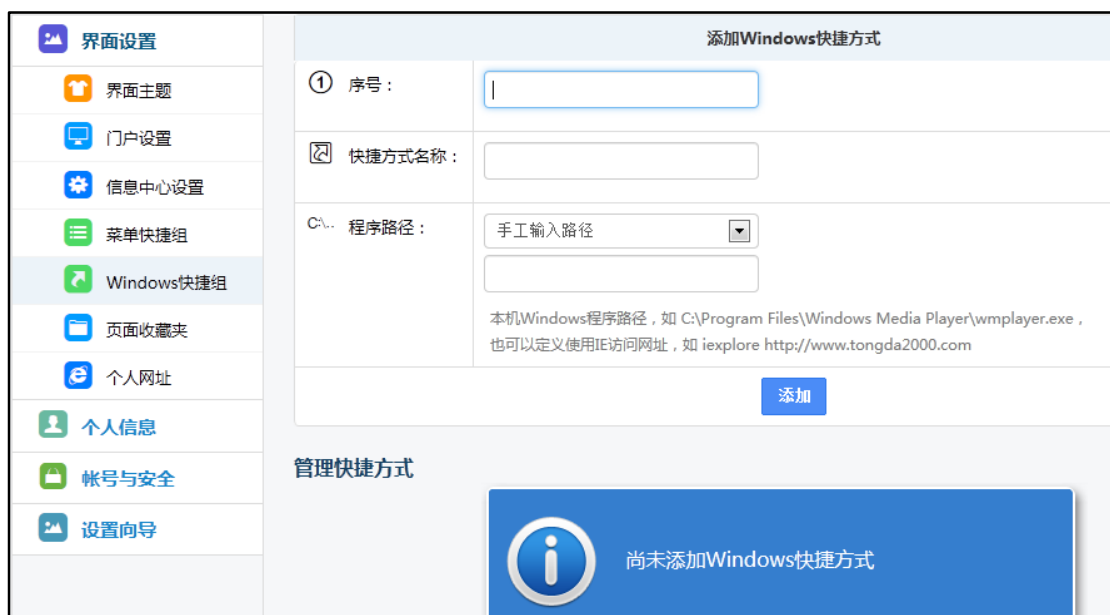 界面设置
界面主题
门户设置
信息中心设置
菜单快捷组
Windows快捷组
页面收藏夹
个人网址
个人信息
帐号与安全
设置向导
添加Windows快捷方式
① 序号：
快捷方式名称：
C:\.. 程序路径：
手工输入路径
本机Windows程序路径，如 C:\Program Files\Windows Media Player\wmplayer.exe，
也可以定义使用IE访问网址，如 iexplore http://www.tongda2000.com
添加
管理快捷方式
尚未添加Windows快捷方式